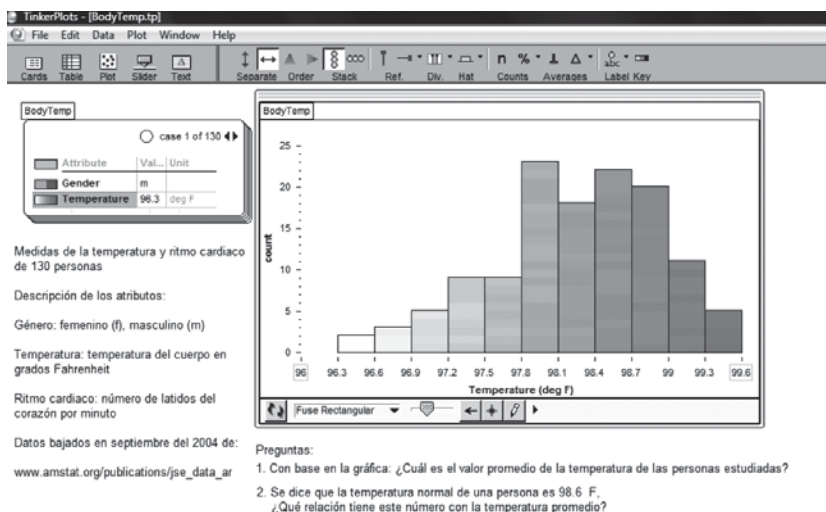 TinkerPlots - [BodyTemp.tp]
File Edit Data Plot Window Help
Cards Table Plot Slider Text Separate Order Stack Ref. Div. Hat Counts Averages Label Key
n %
abc
BodyTemp
case 1 of 130
Attribute Val... Unit
Gender m
Temperature 96.3 deg F
Medidas de la temperatura y ritmo cardiaco
de 130 personas
Descripción de los atributos:
Género: femenino (f), masculino (m)
Temperatura: temperatura del cuerpo en
grados Fahrenheit
Ritmo cardiaco: número de latidos del
corazón por minuto
Datos bajados en septiembre del 2004 de:
www.amstat.org/publications/jse_data_ar
BodyTemp
25
20
15
10
5
0
count
96 96.3 96.6 96.9 97.2 97.5 97.8 98.1 98.4 98.7 99 99.3 99.6
Temperature (deg F)
Fuse Rectangular
Preguntas:
1. Con base en la gráfica: ¿Cuál es el valor promedio de la temperatura de las personas estudiadas?
2. Se dice que la temperatura normal de una persona es 98.6 F,
¿Qué relación tiene este número con la temperatura promedio?